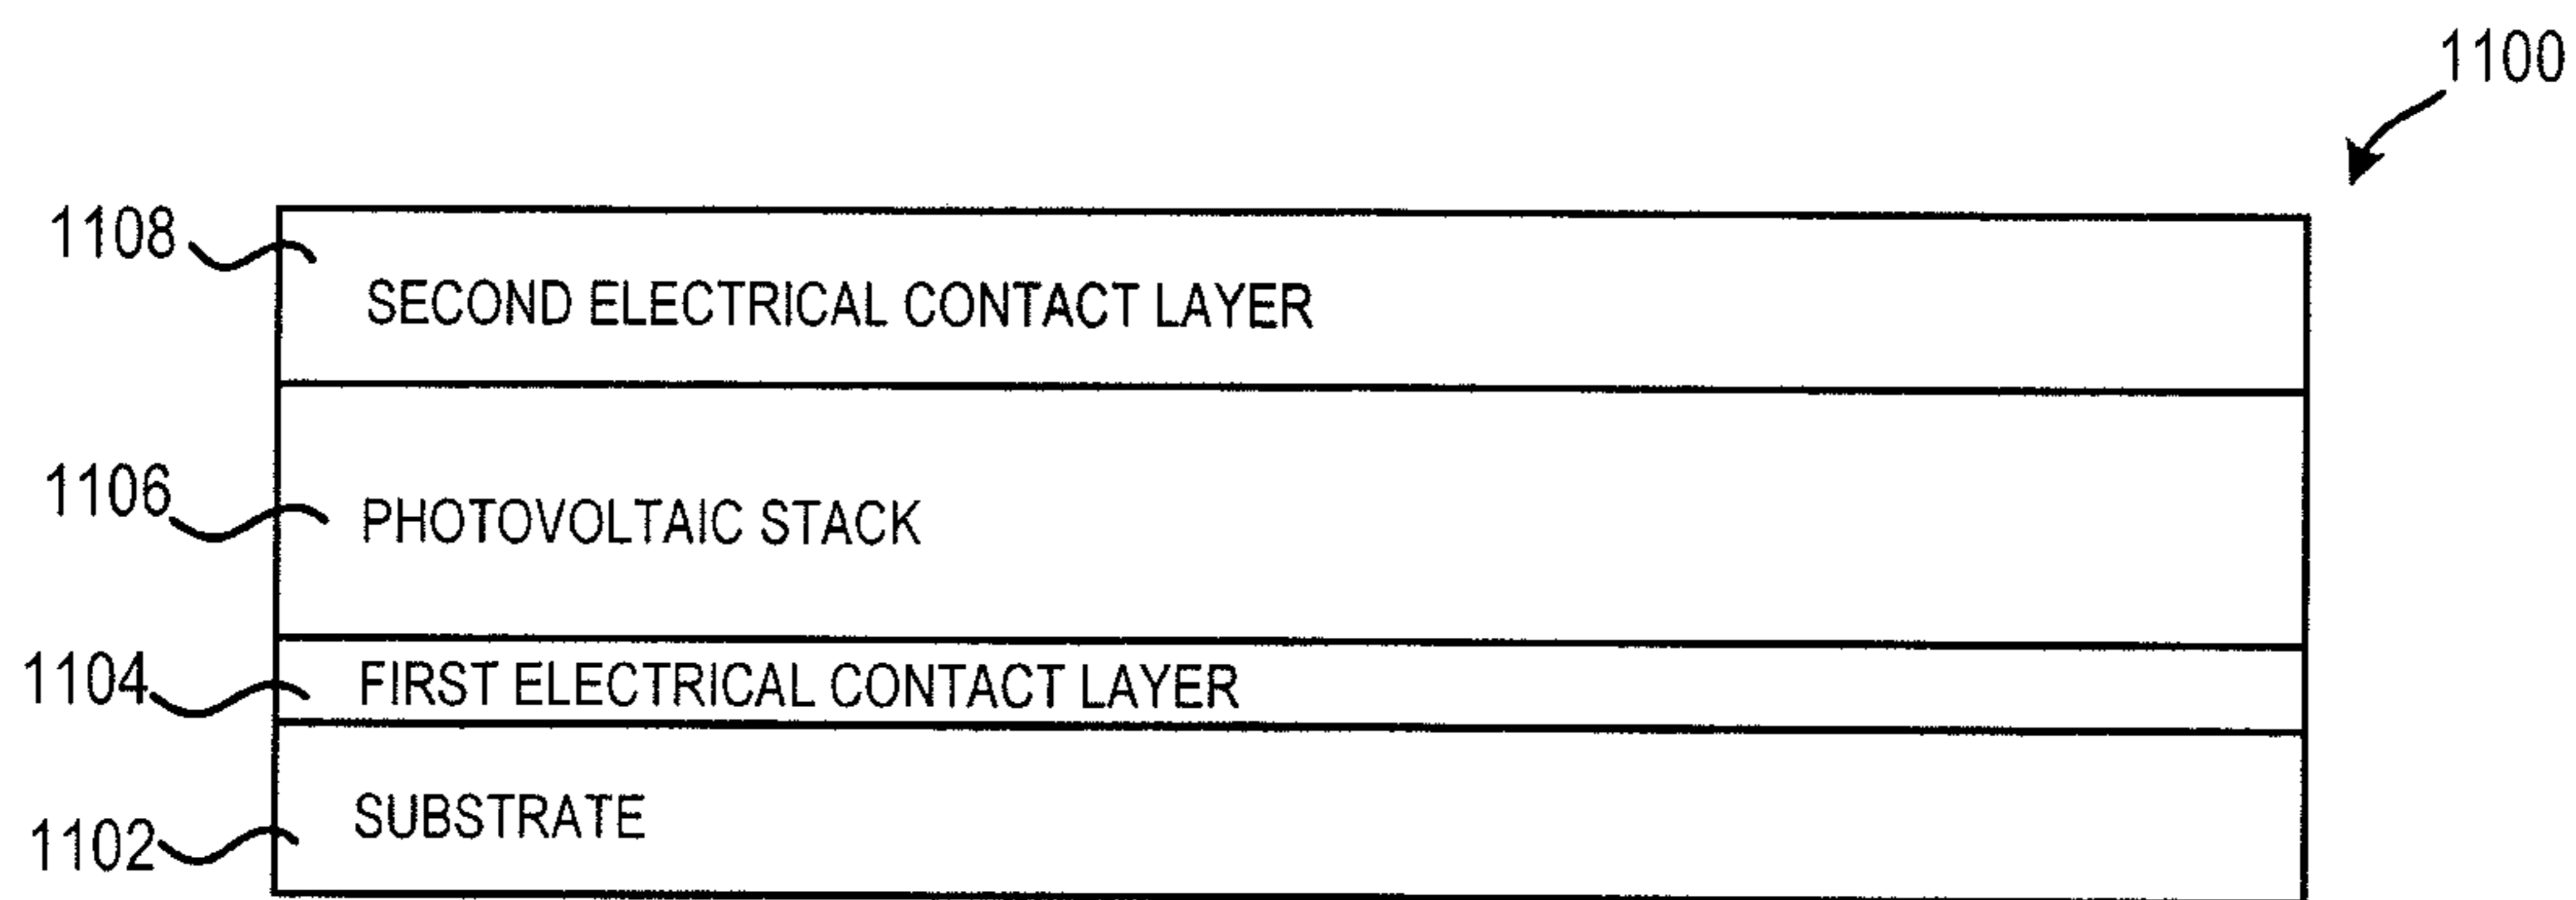 1100
1108
SECOND ELECTRICAL CONTACT LAYER
1106
PHOTOVOLTAIC STACK
1104
FIRST ELECTRICAL CONTACT LAYER
SUBSTRATE
1102